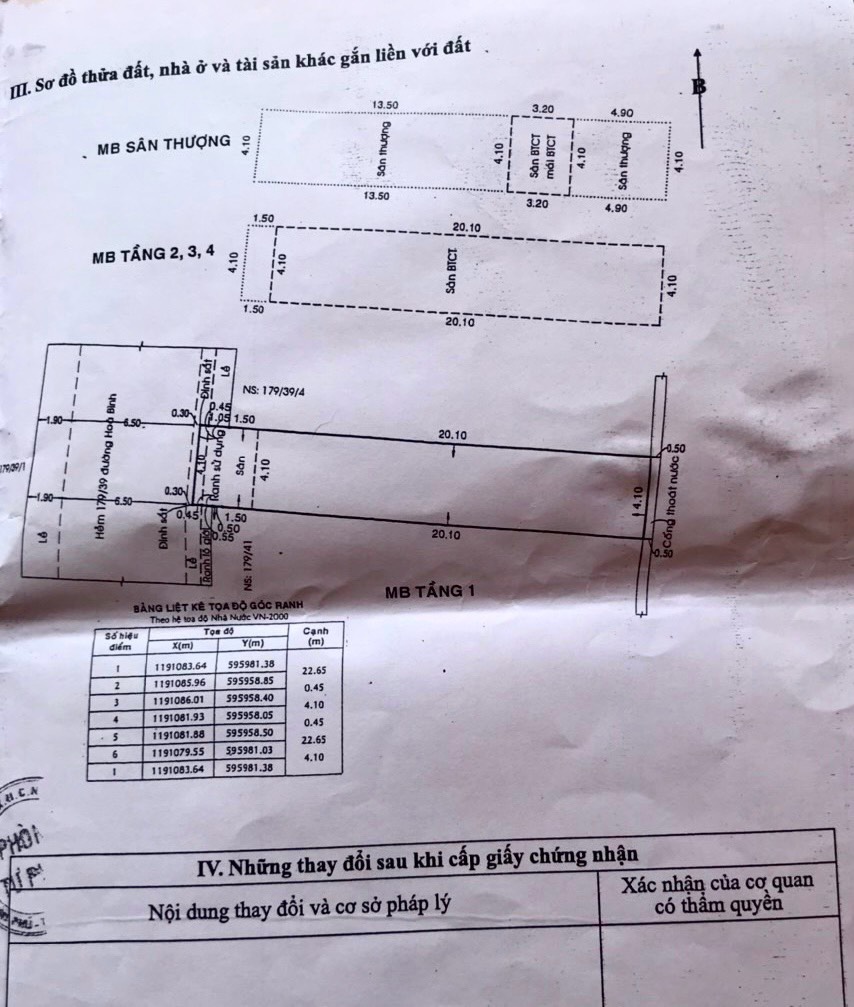 III. Sơ đồ thửa đất, nhà ở và tài sản khác gắn liền với đất
B
MB SÂN THƯỢNG
4.10
13.50
Sân thượng
13.50
4.10
3.20
Sân BTCT
mái BTCT
3.20
4.10
4.90
Sân thượng
4.90
4.10
MB TẦNG 2, 3, 4
1.50
4.10
1.50
4.10
20.10
Sàn BTCT
20.10
4.10
Đinh sắt
Lề
NS: 179/39/4
0.30
0.45
1.05
1.50
1.90
6.50
20.10
0.50
179/39/1
Hẻm 179/39 đường Hoà Bình
4.10
Ranh sử dụng
Sân
4.10
4.10
Cống thoát nước
1.90
6.50
0.30
0.45
1.50
0.50
0.55
20.10
0.50
Lề
Đinh sắt
Lề
Ranh lộ giới
NS: 179/41
MB TẦNG 1
BẢNG LIỆT KÊ TỌA ĐỘ GÓC RANH
Theo hệ toạ độ Nhà Nước VN-2000
Số hiệu điểm Tọa độ Cạnh (m)
X(m) Y(m)
1 1191083.64 595981.38
22.65
2 1191085.96 595958.85
0.45
3 1191086.01 595958.40
4.10
4 1191081.93 595958.05
0.45
5 1191081.88 595958.50
22.65
6 1191079.55 595981.03
4.10
1 1191083.64 595981.38
IV. Những thay đổi sau khi cấp giấy chứng nhận
Nội dung thay đổi và cơ sở pháp lý
Xác nhận của cơ quan
có thẩm quyền